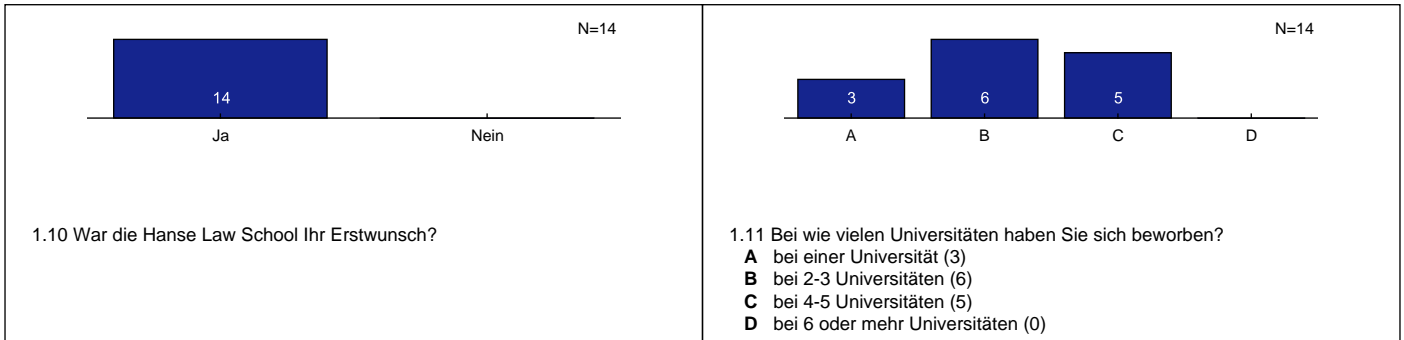 N=14
14
Ja Nein
1.10 War die Hanse Law School Ihr Erstwunsch?
N=14
3 6 5
A B C D
1.11 Bei wie vielen Universitäten haben Sie sich beworben?
A bei einer Universität (3)
B bei 2-3 Universitäten (6)
C bei 4-5 Universitäten (5)
D bei 6 oder mehr Universitäten (0)